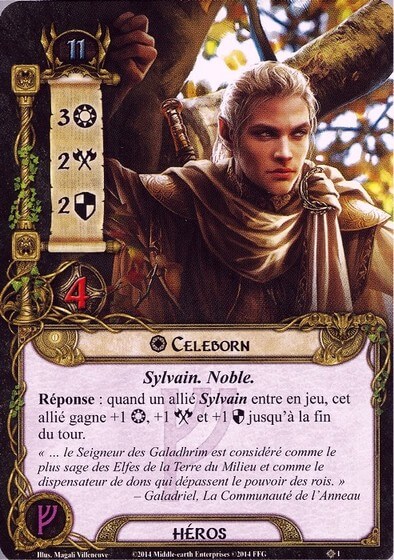 11
3
2
2
4
CELEBORN
Sylvain. Noble.
Réponse : quand un allié Sylvain entre en jeu, cet
allié gagne +1 , +1 et +1 jusqu'à la fin
du tour.
« ... le Seigneur des Galadhrim est considéré comme le
plus sage des Elfes de la Terre du Milieu et comme le
dispensateur de dons qui dépassent le pouvoir des rois. »
– Galadriel, La Communauté de l'Anneau
HÉROS
Illus. Magali Villeneuve ©2014 Middle-earth Enterprises ©2014 FFG 1